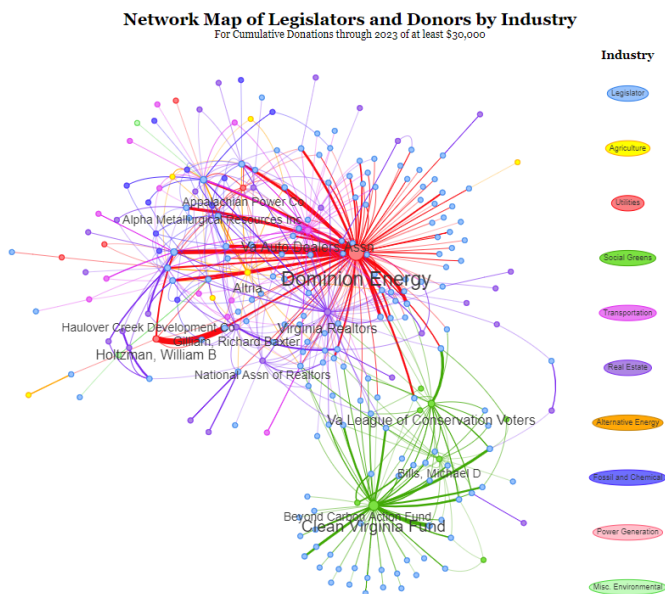 Network Map of Legislators and Donors by Industry
For Cumulative Donations through 2023 of at least $30,000
Industry
Legislator
Agriculture
Utilities
Social Greens
Transportation
Real Estate
Alternative Energy
Fossil and Chemical
Power Generation
Misc. Environmental
Appalachian Power Co
Alpha Metallurgical Resources Inc
Va Auto Dealers Assn
Dominion Energy
Altria
Haulover Creek Development Co
Virginia Realtors
Gilliam, Richard Baxter
Holtzman, William B
National Assn of Realtors
Va League of Conservation Voters
Bills, Michael D
Beyond Carbon Action Fund
Clean Virginia Fund